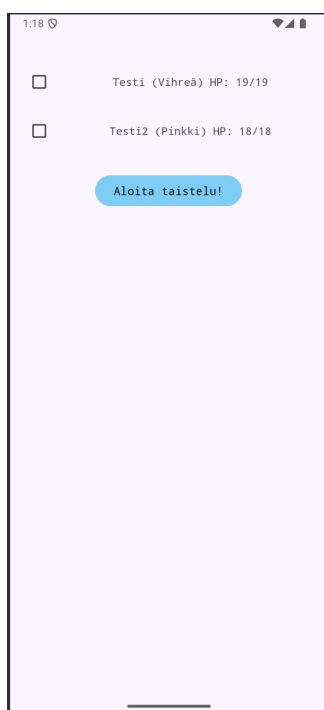 1:18
Testi (Vihreä) HP: 19/19
Testi2 (Pinkki) HP: 18/18
Aloita taistelu!